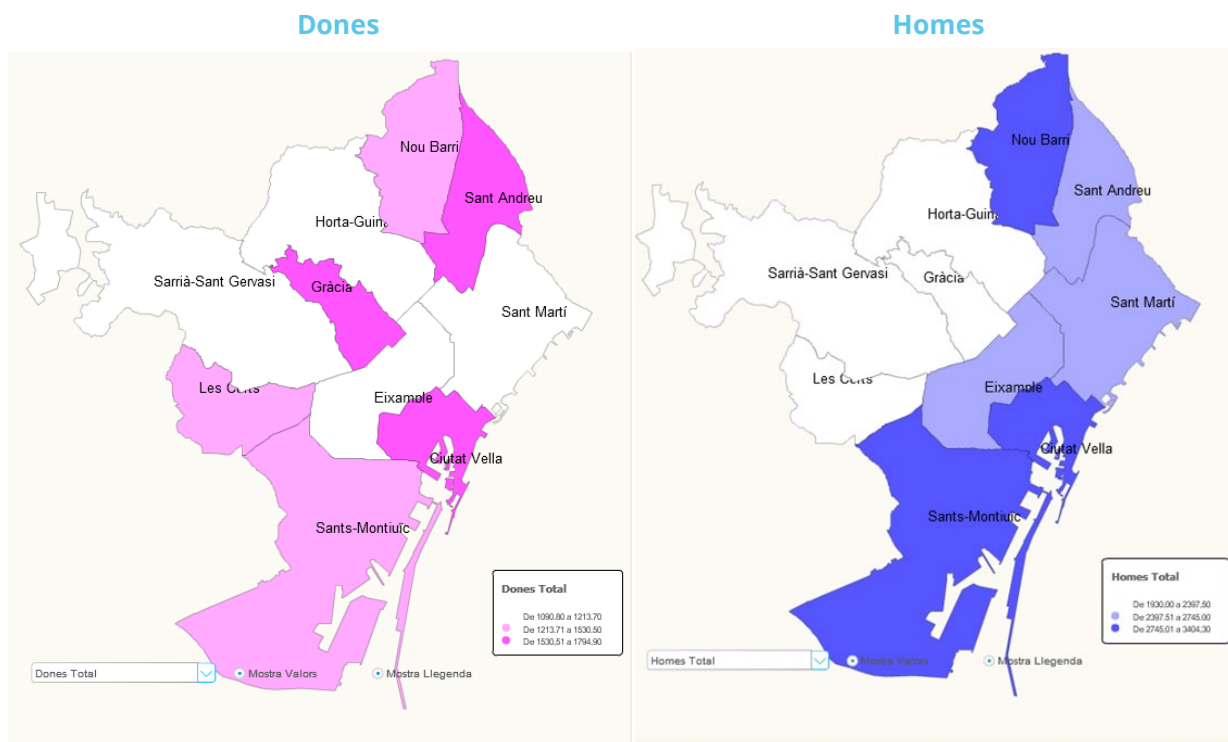 Dones
Nou Barri
Sant Andreu
Horta-Guin
Sarrià-Sant Gervasi
Gràcia
Sant Martí
Les Corts
Eixample
Ciutat Vella
Sants-Montjuïc
Dones Total
De 1090.80 a 1213.70
De 1213.71 a 1530.50
De 1530,51 a 1794,90
Dones Total
Mostra Valors
Mostra Llegenda
Homes
Nou Barri
Sant Andreu
Horta-Guin
Sarrià-Sant Gervasi
Gràcia
Sant Martí
Les Corts
Eixample
Ciutat Vella
Sants-Montjuïc
Homes Total
De 1930,00 a 2397,50
De 2397.51 a 2745.00
De 2745,01 a 3404,30
Homes Total
Mostra Valors
Mostra Llegenda